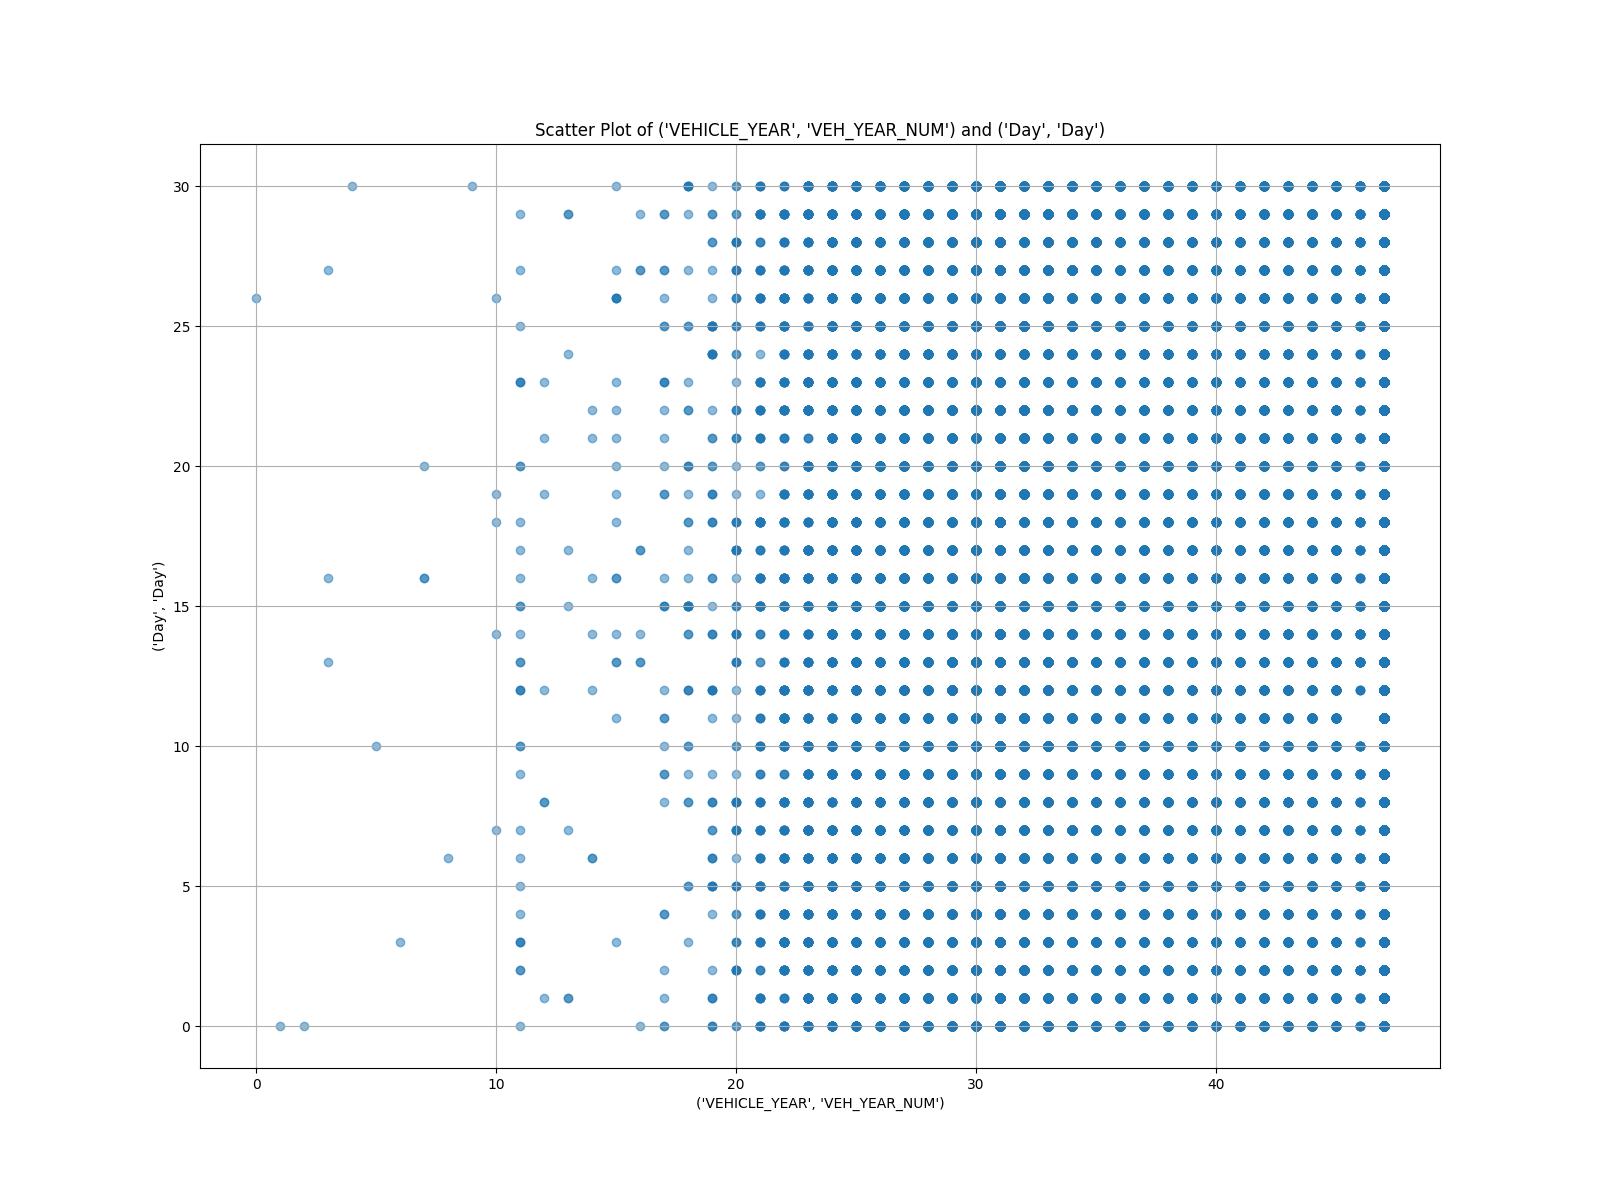 Scatter Plot of ('VEHICLE_YEAR', 'VEH_YEAR_NUM') and ('Day', 'Day')
('Day', 'Day')
30
25
20
15
10
5
0
0 10 20 30 40
('VEHICLE_YEAR', 'VEH_YEAR_NUM')